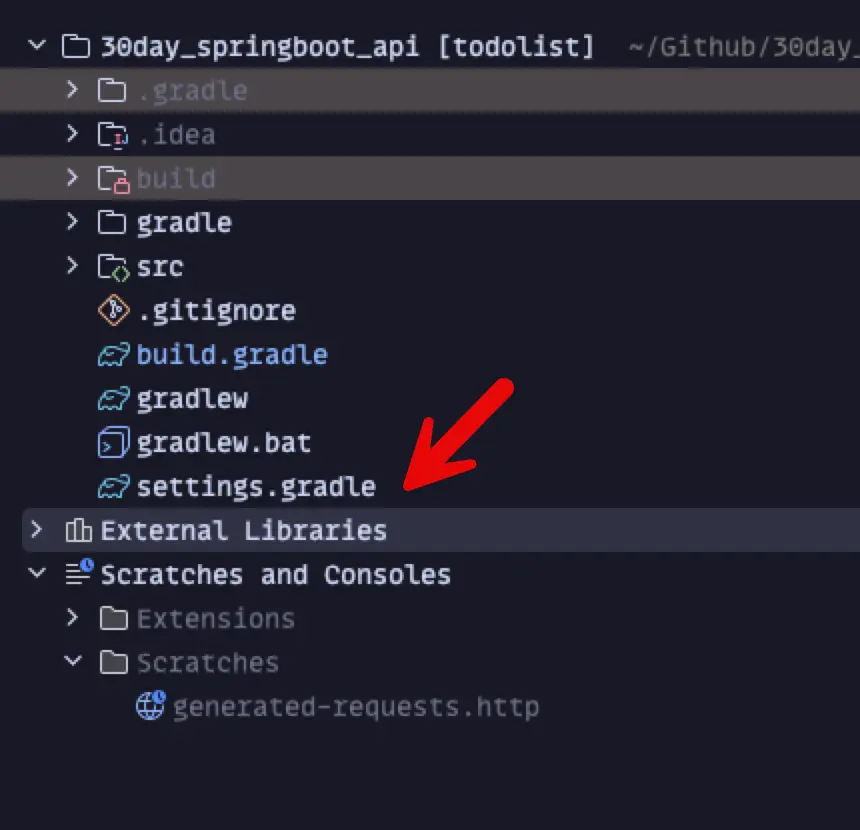 30day_springboot_api [todolist] ~/Github/30day_
.gradle
.idea
build
gradle
src
.gitignore
build.gradle
gradlew
gradlew.bat
settings.gradle
External Libraries
Scratches and Consoles
Extensions
Scratches
generated-requests.http